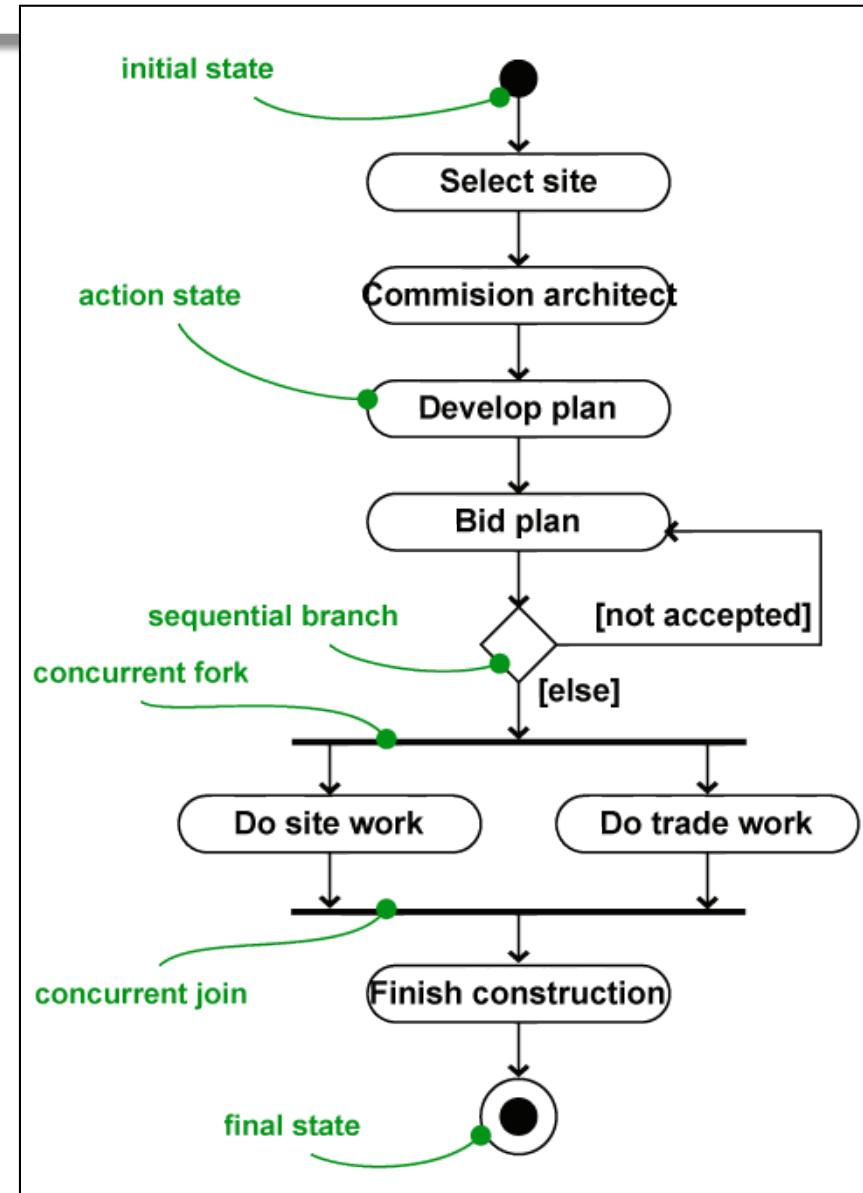 initial state
Select site
Commision architect
action state
Develop plan
Bid plan
sequential branch
[not accepted]
concurrent fork
[else]
Do site work
Do trade work
concurrent join
Finish construction
final state